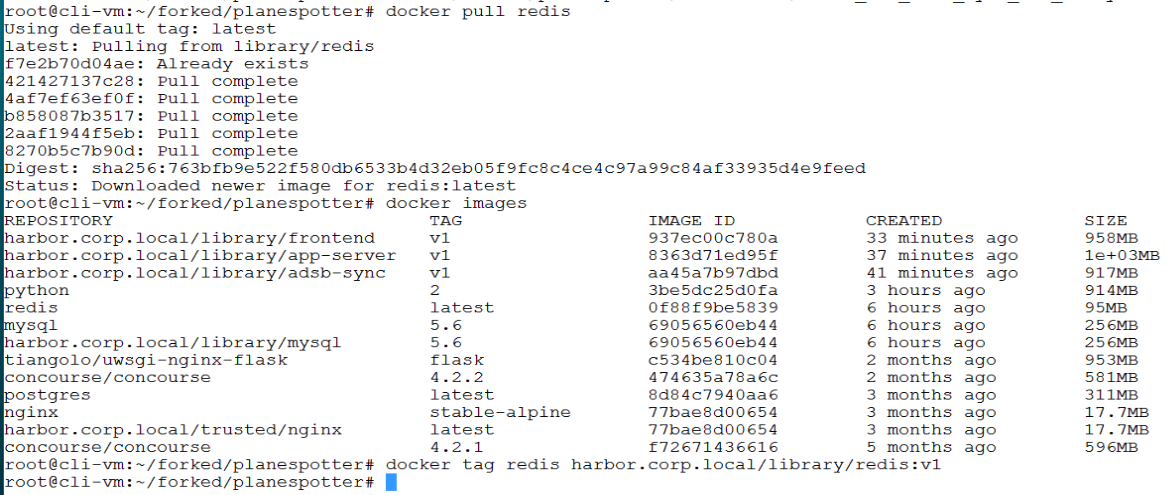 root@cli-vm:~/forked/planespotter# docker pull redis
Using default tag: latest
latest: Pulling from library/redis
f7e2b70d04ae: Already exists
421427137c28: Pull complete
4af7ef63ef0f: Pull complete
b858087b3517: Pull complete
2aaf1944f5eb: Pull complete
8270b5c7b90d: Pull complete
Digest: sha256:763bfb9e522f580db6533b4d32eb05f9fc8c4ce4c97a99c84af33935d4e9feed
Status: Downloaded newer image for redis:latest
root@cli-vm:~/forked/planespotter# docker images
REPOSITORY TAG IMAGE ID CREATED SIZE
harbor.corp.local/library/frontend v1 937ec00c780a 33 minutes ago 958MB
harbor.corp.local/library/app-server v1 8363d71ed95f 37 minutes ago 1e+03MB
harbor.corp.local/library/adsb-sync v1 aa45a7b97dbd 41 minutes ago 917MB
python 2 3be5dc25d0fa 3 hours ago 914MB
redis latest 0f88f9be5839 6 hours ago 95MB
mysql 5.6 69056560eb44 6 hours ago 256MB
harbor.corp.local/library/mysql 5.6 69056560eb44 6 hours ago 256MB
tiangolo/uwsgi-nginx-flask flask c534be810c04 2 months ago 953MB
concourse/concourse 4.2.2 474635a78a6c 2 months ago 581MB
postgres latest 8d84c7940aa6 3 months ago 311MB
nginx stable-alpine 77bae8d00654 3 months ago 17.7MB
harbor.corp.local/trusted/nginx latest 77bae8d00654 3 months ago 17.7MB
concourse/concourse 4.2.1 f72671436616 5 months ago 596MB
root@cli-vm:~/forked/planespotter# docker tag redis harbor.corp.local/library/redis:v1
root@cli-vm:~/forked/planespotter#